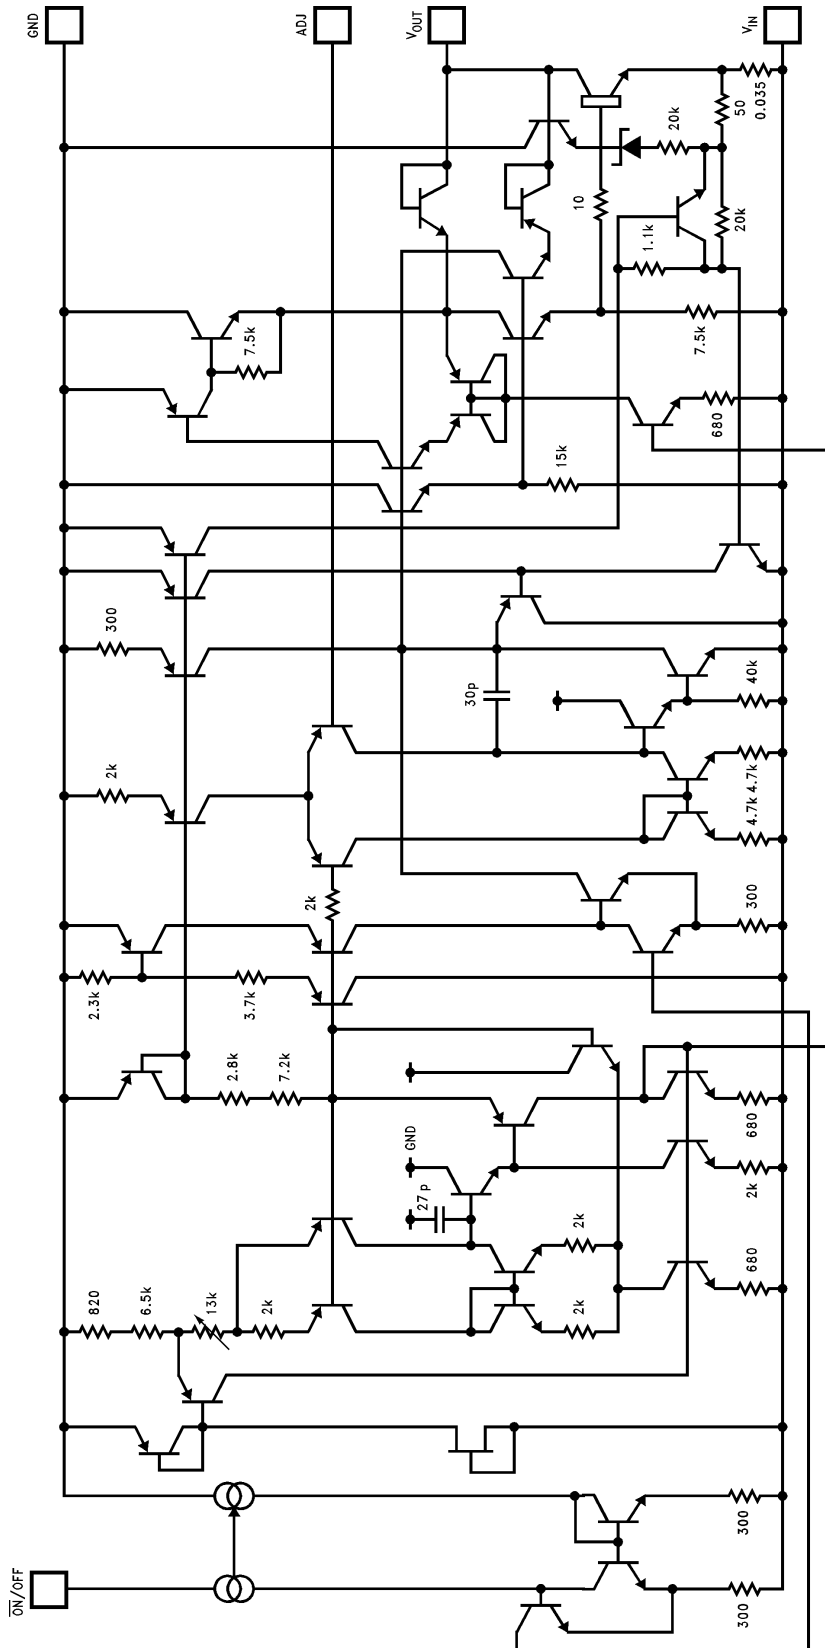 GND
ADJ
VOUT
VIN
0.035
50
20k
10
20k
1.1k
7.5k
7.5k
680
15k
300
40k
30p
2k
4.7k
4.7k
2k
300
2.3k
3.7k
2.8k
7.2k
GND
680
27p
2k
2k
680
820
6.5k
13k
2k
2k
300
ON/OFF
300